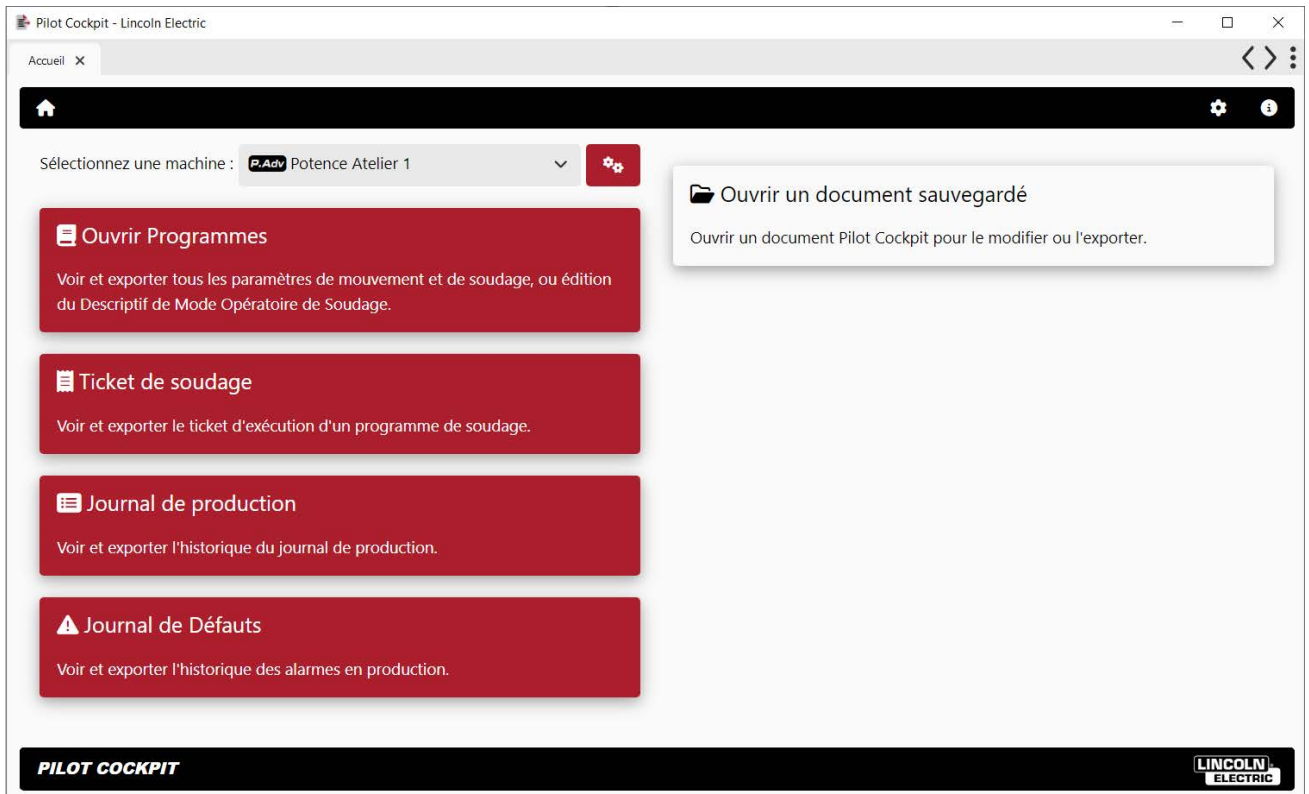 Pilot Cockpit - Lincoln Electric
Accueil
Sélectionnez une machine :
P.Adv Potence Atelier 1
Ouvrir Programmes
Voir et exporter tous les paramètres de mouvement et de soudage, ou édition
du Descriptif de Mode Opératoire de Soudage.
Ticket de soudage
Voir et exporter le ticket d'exécution d'un programme de soudage.
Journal de production
Voir et exporter l'historique du journal de production.
Journal de Défauts
Voir et exporter l'historique des alarmes en production.
Ouvrir un document sauvegardé
Ouvrir un document Pilot Cockpit pour le modifier ou l'exporter.
PILOT COCKPIT
LINCOLN
ELECTRIC